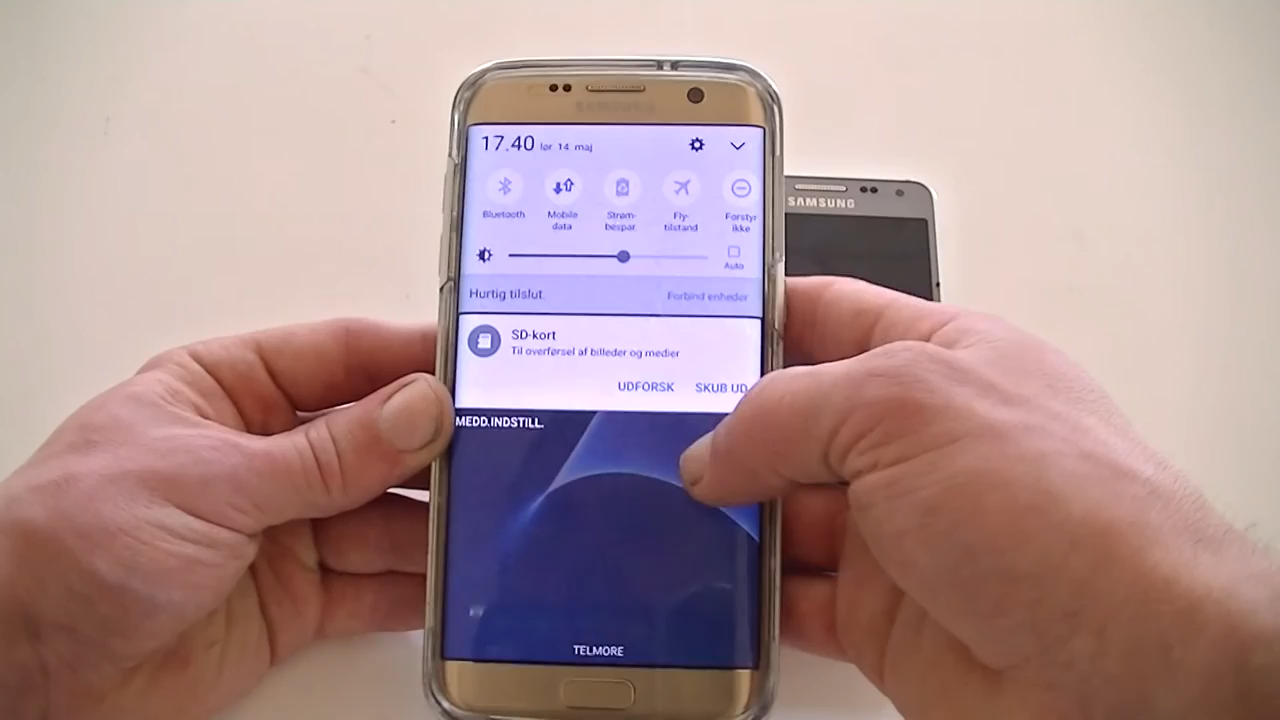 SAMSUNG
17.40 lør. 14. maj
Bluetooth
Mobile
data
Strøm-
bespar.
Fly-
tilstand
Forstyr
ikke
Auto
Hurtig tilslut.
Forbind enheder
SD-kort
Til overførsel af billeder og medier
UDFORSK
SKUB UD
MEDD.INDSTILL.
TELMORE
SAMSUNG